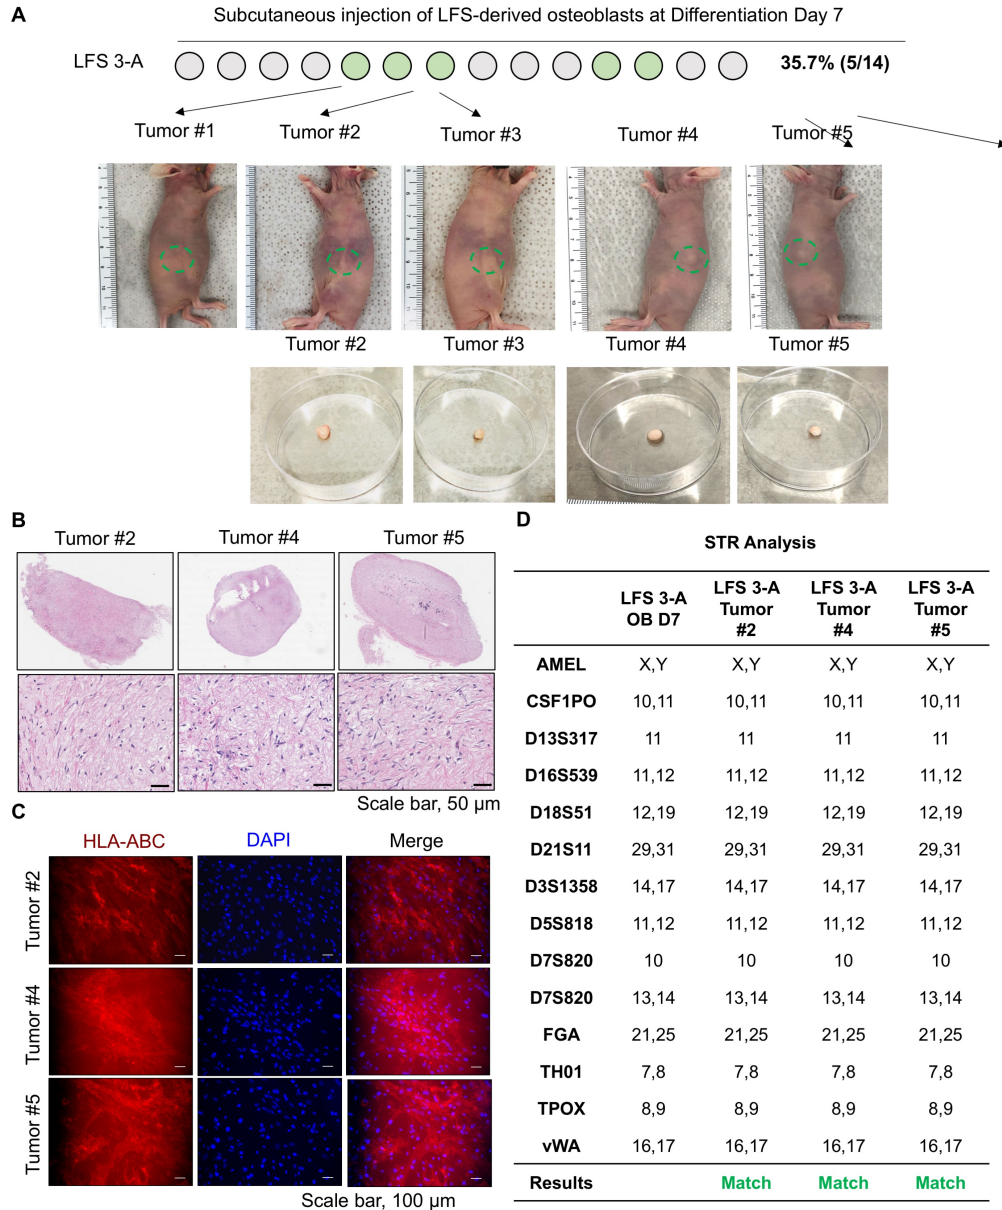 A
Subcutaneous injection of LFS-derived osteoblasts at Differentiation Day 7
LFS 3-A
35.7% (5/14)
Tumor #1
Tumor #2
Tumor #3
Tumor #4
Tumor #5
Tumor #2
Tumor #3
Tumor #4
Tumor #5
B
Tumor #2
Tumor #4
Tumor #5
Scale bar, 50 µm
C
HLA-ABC
DAPI
Merge
Tumor #2
Tumor #4
Tumor #5
Scale bar, 100 µm
D
STR Analysis
LFS 3-A
OB D7
LFS 3-A
Tumor
#2
LFS 3-A
Tumor
#4
LFS 3-A
Tumor
#5
AMEL X,Y X,Y X,Y X,Y
CSF1PO 10,11 10,11 10,11 10,11
D13S317 11 11 11 11
D16S539 11,12 11,12 11,12 11,12
D18S51 12,19 12,19 12,19 12,19
D21S11 29,31 29,31 29,31 29,31
D3S1358 14,17 14,17 14,17 14,17
D5S818 11,12 11,12 11,12 11,12
D7S820 10 10 10 10
D7S820 13,14 13,14 13,14 13,14
FGA 21,25 21,25 21,25 21,25
TH01 7,8 7,8 7,8 7,8
TPOX 8,9 8,9 8,9 8,9
vWA 16,17 16,17 16,17 16,17
Results Match Match Match